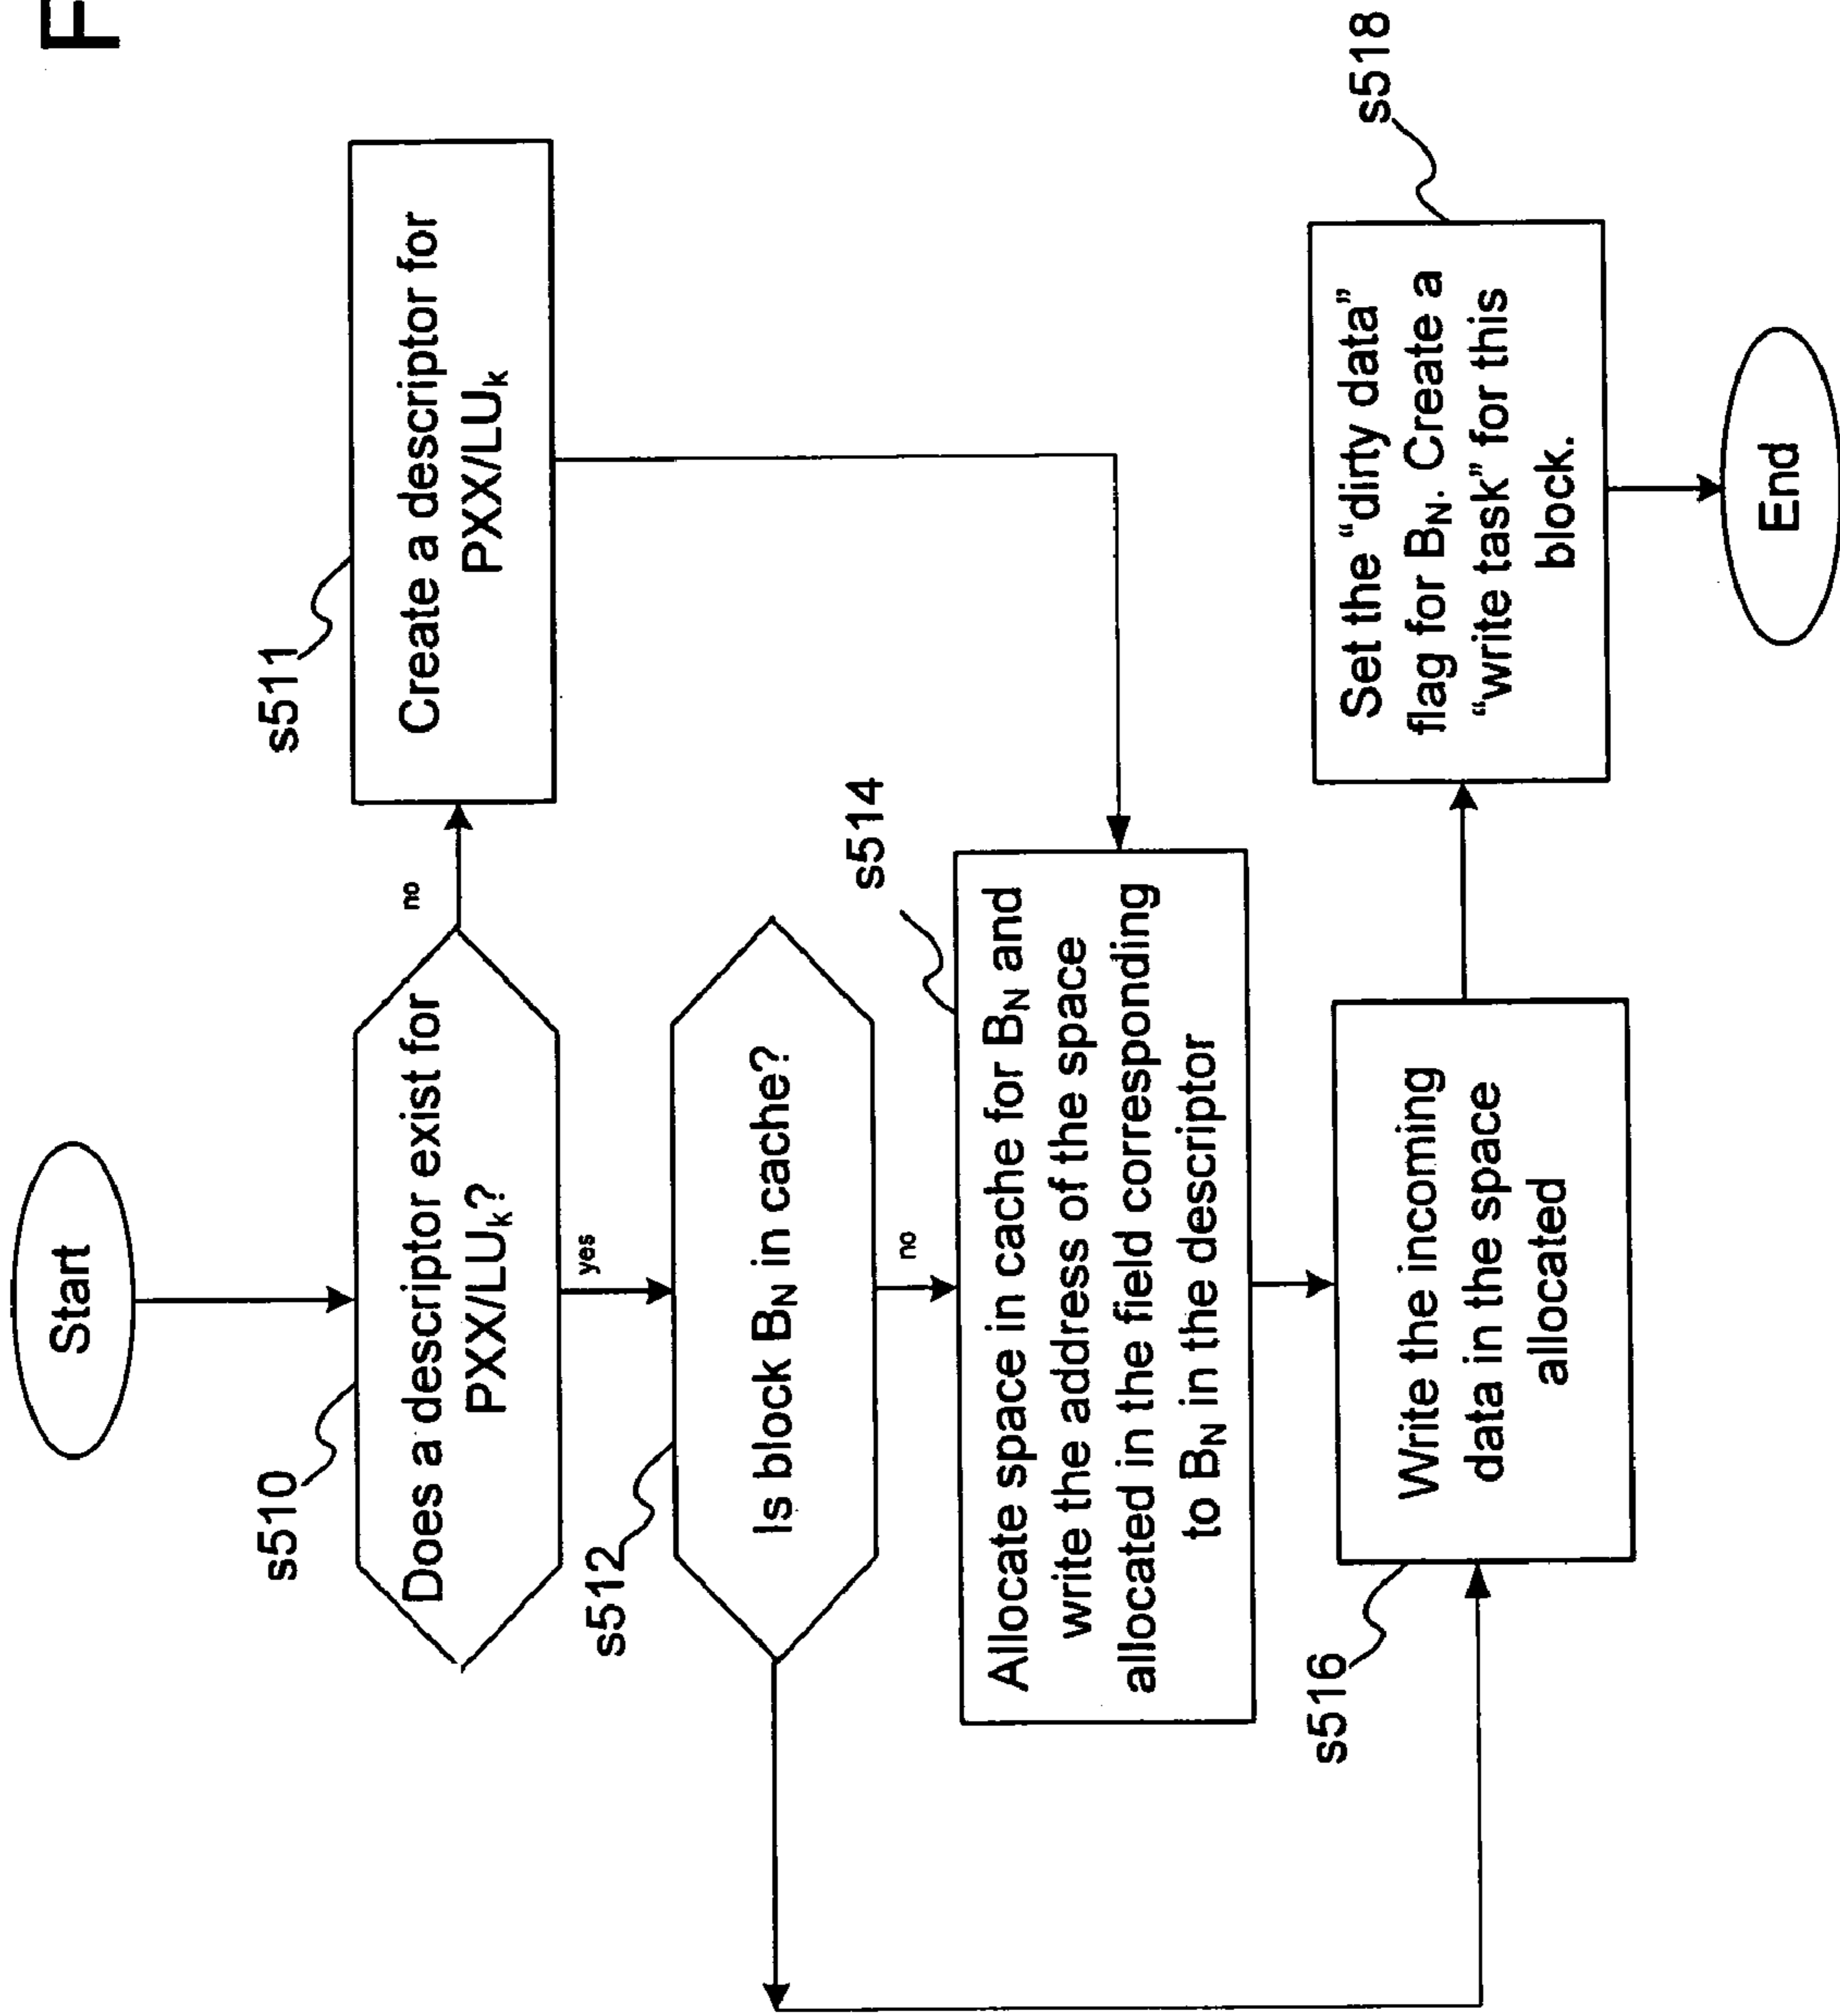 F
Start
s510
Does a descriptor exist for
PXX/LUk?
no
s511
Create a descriptor for
PXX/LUk
yes
s512
Is block BN in cache?
no
s514
Allocate space in cache for BN and
write the address of the space
allocated in the field corresponding
to BN in the descriptor
s516
Write the incoming
data in the space
allocated
s518
Set the “dirty data”
flag for BN. Create a
“write task” for this
block.
End